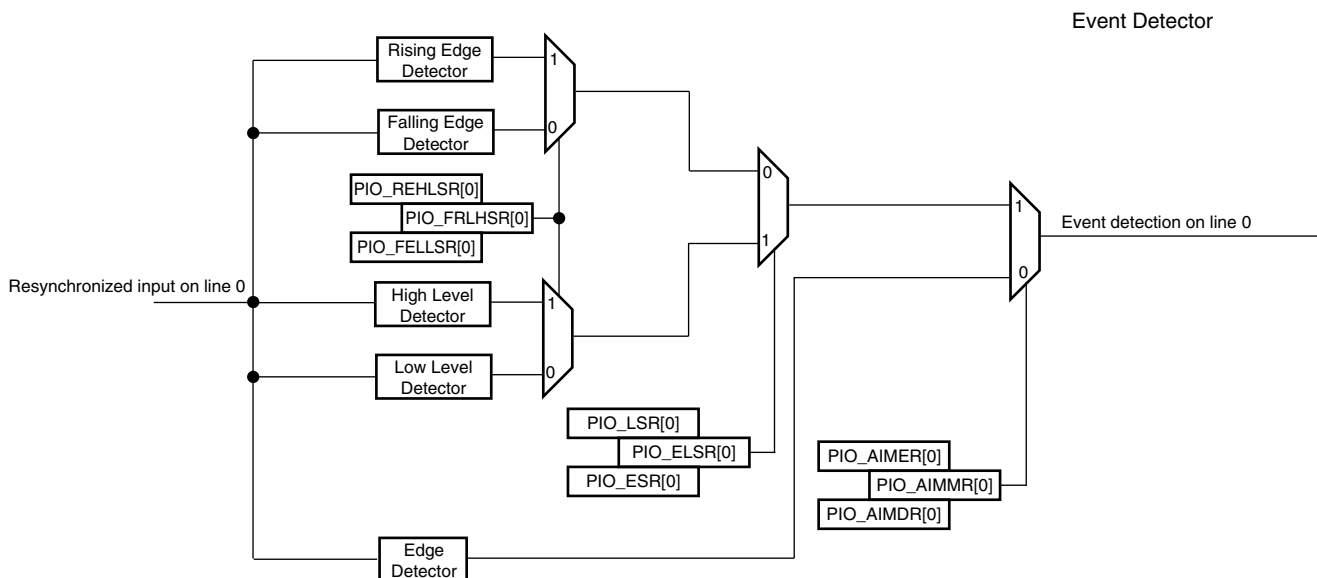 Event Detector
Rising Edge
Detector
1
Falling Edge
Detector
0
0
PIO_REHLSR[0]
PIO_FRLHSR[0]
PIO_FELLSR[0]
1
1
Event detection on line 0
0
Resynchronized input on line 0
High Level
Detector
1
Low Level
Detector
0
PIO_LSR[0]
PIO_ELSR[0]
PIO_ESR[0]
PIO_AIMER[0]
PIO_AIMMR[0]
PIO_AIMDR[0]
Edge
Detector